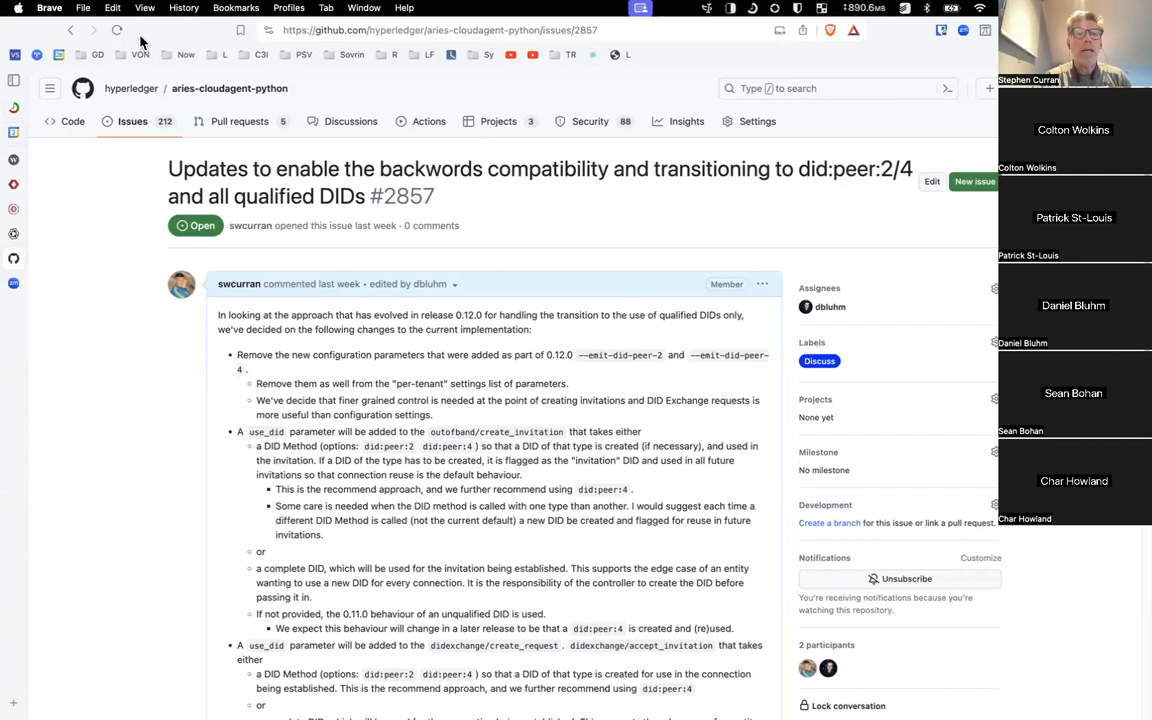 Brave File Edit View History Bookmarks Profiles Tab Window Help 890.6м
https://github.com/hyperledger/aries-cloudagent-python/issues/2857
VS GD VON Now L C3I PSV Sovrin R LF L Sy TR L
hyperledger / aries-cloudagent-python
Type / to search
Code Issues 212 Pull requests 5 Discussions Actions Projects 3 Security 88 Insights Settings
Updates to enable the backwords compatibility and transitioning to did:peer:2/4
and all qualified DIDs #2857
Edit New issue
Open swcurran opened this issue last week · 0 comments
swcurran commented last week • edited by dbluhm Member
In looking at the approach that has evolved in release 0.12.0 for handling the transition to the use of qualified DIDs only,
we've decided on the following changes to the current implementation:
• Remove the new configuration parameters that were added as part of 0.12.0 --emit-did-peer-2 and --emit-did-peer-
4 .
Remove them as well from the "per-tenant" settings list of parameters.
We've decide that finer grained control is needed at the point of creating invitations and DID Exchange requests is
more useful than configuration settings.
• A use_did parameter will be added to the outofband/create_invitation that takes either
a DID Method (options: did:peer:2 did:peer:4 ) so that a DID of that type is created (if necessary), and used in
the invitation. If a DID of the type has to be created, it is flagged as the "invitation" DID and used in all future
invitations so that connection reuse is the default behaviour.
This is the recommend approach, and we further recommend using did:peer:4 .
Some care is needed when the DID method is called with one type than another. I would suggest each time a
different DID Method is called (not the current default) a new DID be created and flagged for reuse in future
invitations.
or
a complete DID, which will be used for the invitation being established. This supports the edge case of an entity
wanting to use a new DID for every connection. It is the responsibility of the controller to create the DID before
passing it in.
If not provided, the 0.11.0 behaviour of an unqualified DID is used.
We expect this behaviour will change in a later release to be that a did:peer:4 is created and (re)used.
• A use_did parameter will be added to the didexchange/create_request . didexchange/accept_invitation that takes
either
a DID Method (options: did:peer:2 did:peer:4 ) so that a DID of that type is created for use in the connection
being established. This is the recommend approach, and we further recommend using did:peer:4
or
Assignees
dbluhm
Labels
Discuss
Projects
None yet
Milestone
No milestone
Development
Create a branch for this issue or link a pull request.
Notifications Customize
Unsubscribe
You're receiving notifications because you're
watching this repository.
2 participants
Lock conversation
Stephen Curran
Colton Wolkins
Colton Wolkins
Patrick St-Louis
Patrick St-Louis
Daniel Bluhm
Daniel Bluhm
Sean Bohan
Sean Bohan
Char Howland
Char Howland